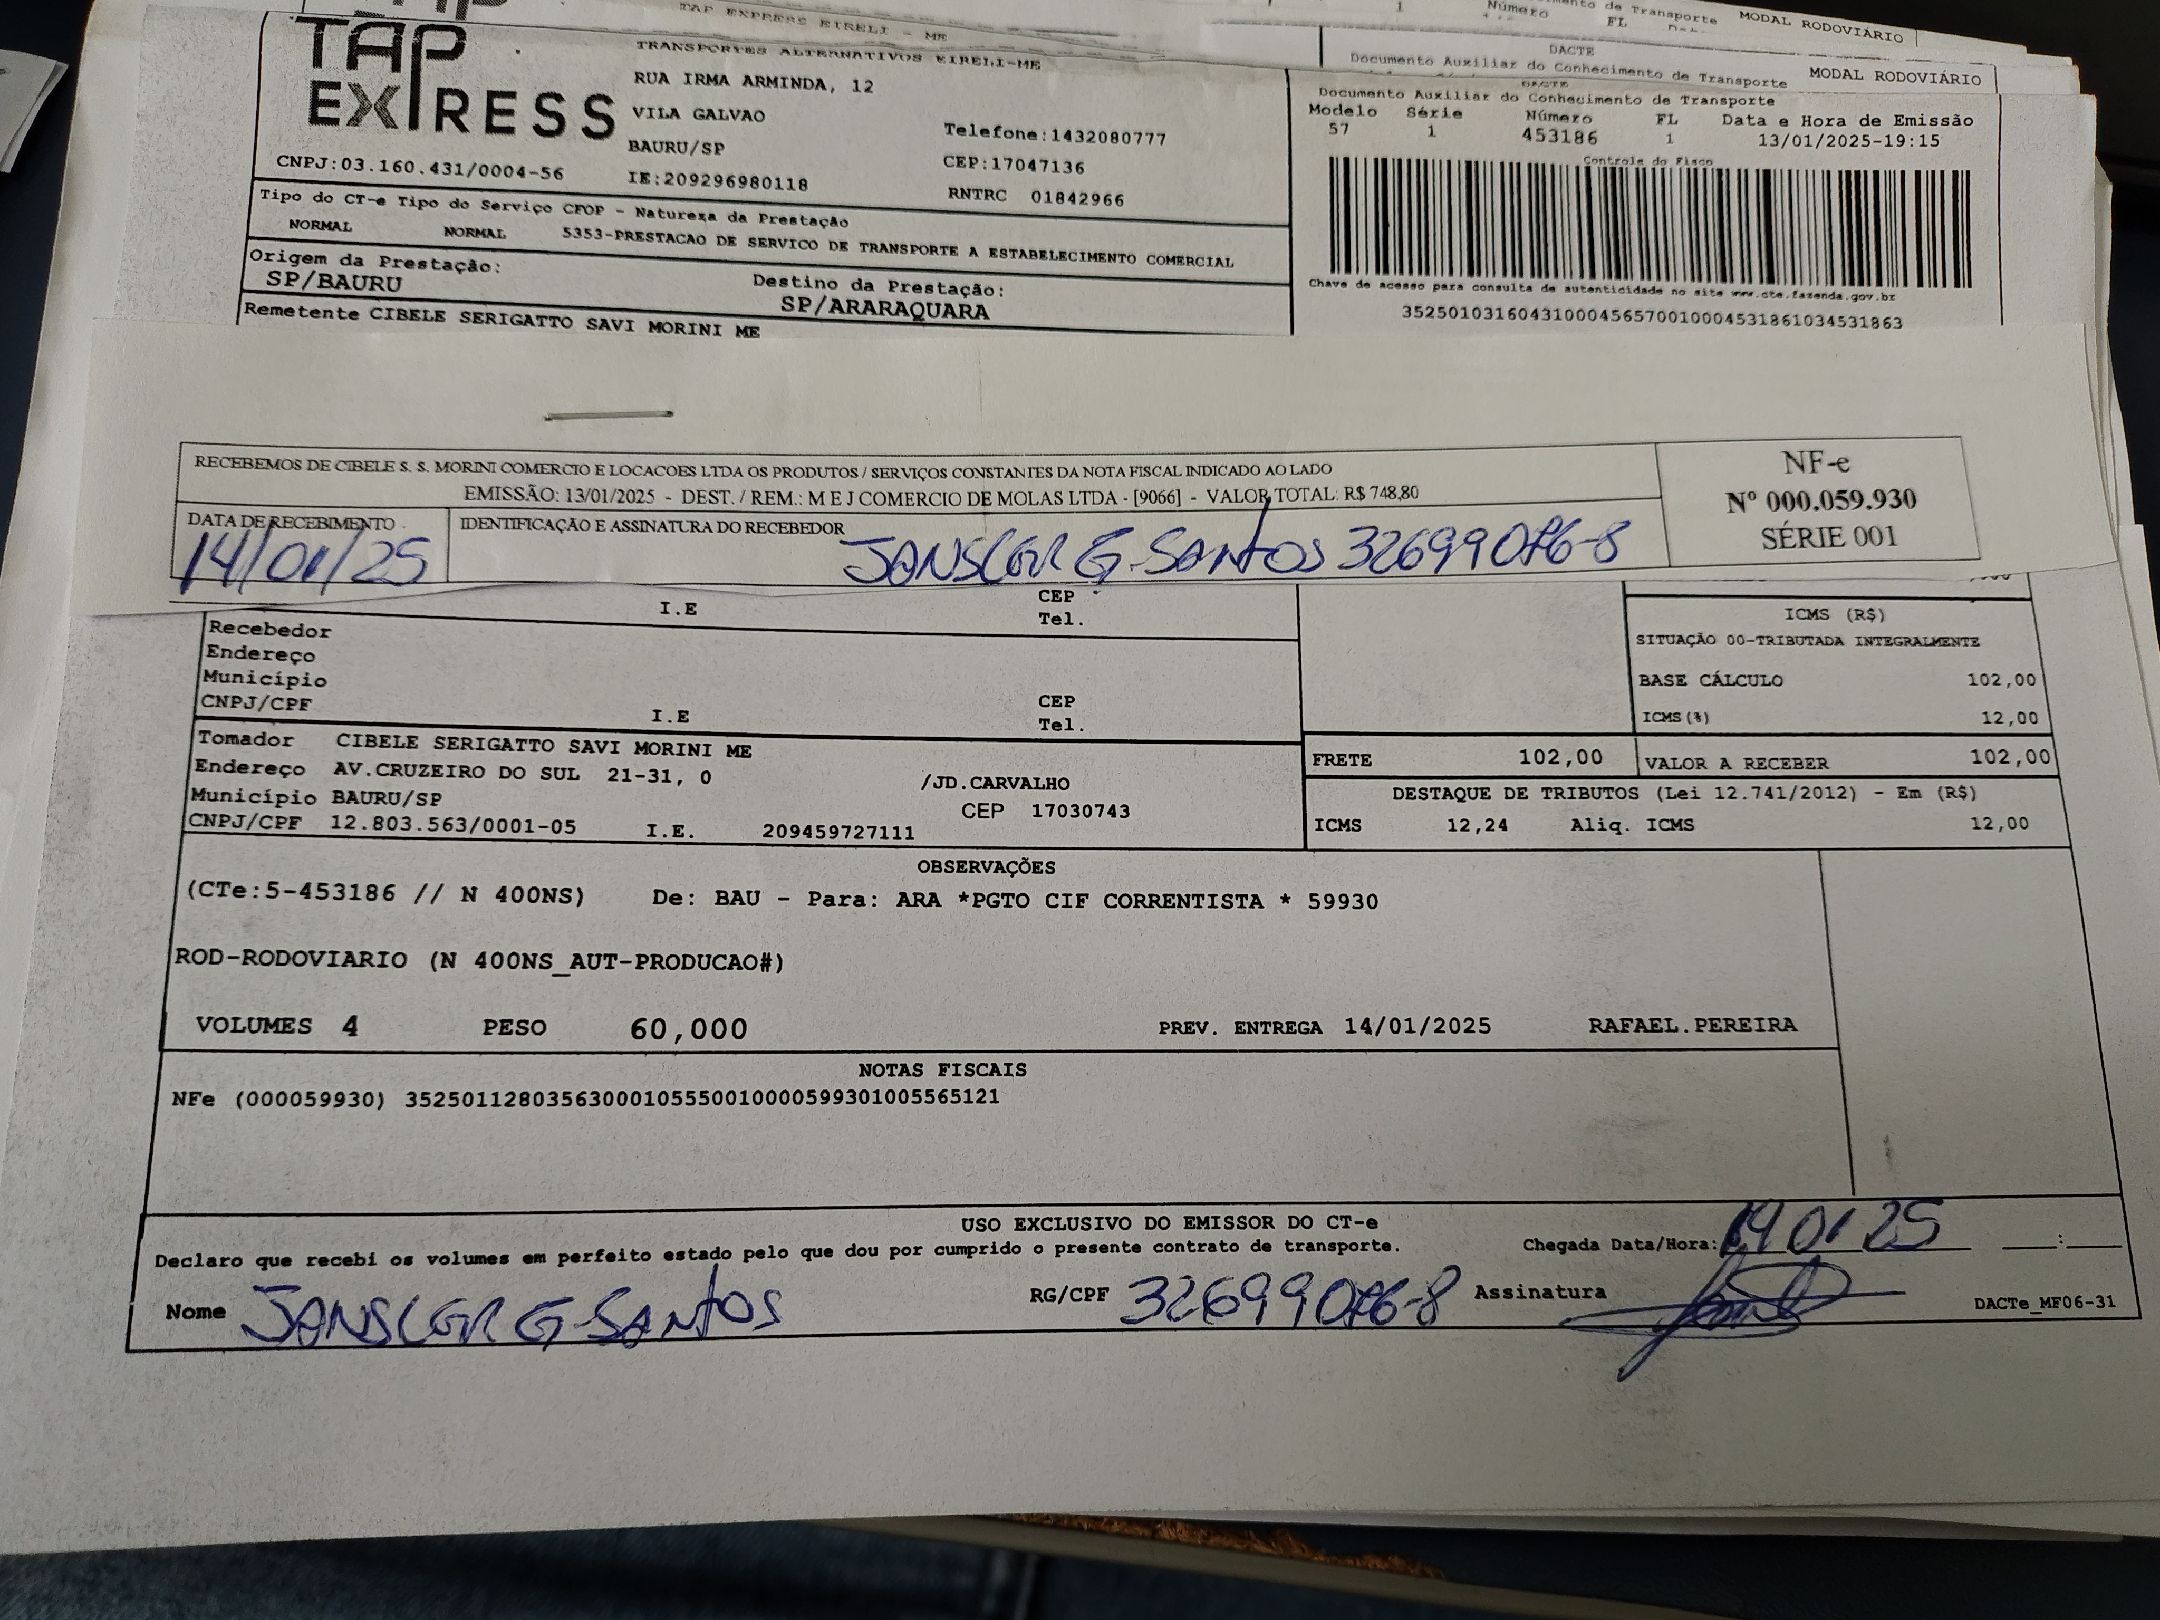 TAP EXPRESS EIRELI - ME
Número
FL
MODAL RODOVIÁRIO
DACTE
Documento Auxiliar do Conhecimento de Transporte
MODAL RODOVIÁRIO
TAP
EXPRESS
TRANSPORTES ALTERNATIVOS EIRELI-ME
RUA IRMA ARMINDA, 12
VILA GALVAO
BAURU/SP
Telefone:1432080777
CEP:17047136
CNPJ:03.160.431/0004-56
IE:209296980118
RNTRC 01842966
DACTE
Documento Auxiliar do Conhecimento de Transporte
Modelo Série Número FL Data e Hora de Emissão
57 1 453186 1 13/01/2025-19:15
Controle do Fisco
Chave de acesso para consulta de autenticidade no site www.cte.fazenda.gov.br
35250103160431000456570010004531861034531863
Tipo do CT-e Tipo do Serviço CFOP - Natureza da Prestação
NORMAL NORMAL 5353-PRESTACAO DE SERVICO DE TRANSPORTE A ESTABELECIMENTO COMERCIAL
Origem da Prestação: Destino da Prestação:
SP/BAURU SP/ARARAQUARA
Remetente CIBELE SERIGATTO SAVI MORINI ME
RECEBEMOS DE CIBELE S. S. MORINI COMERCIO E LOCACOES LTDA OS PRODUTOS / SERVIÇOS CONSTANTES DA NOTA FISCAL INDICADO AO LADO
EMISSÃO: 13/01/2025 - DEST. / REM.: M E J COMERCIO DE MOLAS LTDA - [9066] - VALOR TOTAL: R$ 748,80
NF-e
Nº 000.059.930
SÉRIE 001
DATA DE RECEBIMENTO
14/01/25
IDENTIFICAÇÃO E ASSINATURA DO RECEBEDOR
G. Santos
I.E CEP
Tel.
Recebedor
Endereço
Município
CNPJ/CPF I.E CEP
Tel.
ICMS (R$)
SITUAÇÃO 00-TRIBUTADA INTEGRALMENTE
BASE CÁLCULO 102,00
ICMS(%) 12,00
FRETE 102,00 VALOR A RECEBER 102,00
DESTAQUE DE TRIBUTOS (Lei 12.741/2012) - Em (R$)
ICMS 12,24 Aliq. ICMS 12,00
Tomador CIBELE SERIGATTO SAVI MORINI ME
Endereço AV.CRUZEIRO DO SUL 21-31, 0 /JD.CARVALHO
Município BAURU/SP CEP 17030743
CNPJ/CPF 12.803.563/0001-05 I.E. 209459727111
OBSERVAÇÕES
(CTe:5-453186 // N 400NS) De: BAU - Para: ARA *PGTO CIF CORRENTISTA * 59930
ROD-RODOVIARIO (N 400NS_AUT-PRODUCAO#)
VOLUMES 4 PESO 60,000 PREV. ENTREGA 14/01/2025 RAFAEL.PEREIRA
NOTAS FISCAIS
NFe (000059930) 35250112803563000105550010000599301005565121
USO EXCLUSIVO DO EMISSOR DO CT-e
Declaro que recebi os volumes em perfeito estado pelo que dou por cumprido o presente contrato de transporte.
Chegada Data/Hora: 14 01 25 __:__
Nome G. Santos RG/CPF Assinatura
DACTe_MF06-31